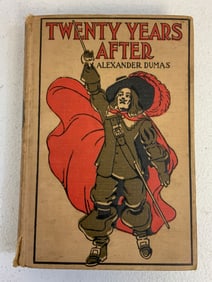 TWENTY YEARS
AFTER
ALEXANDER DUMAS